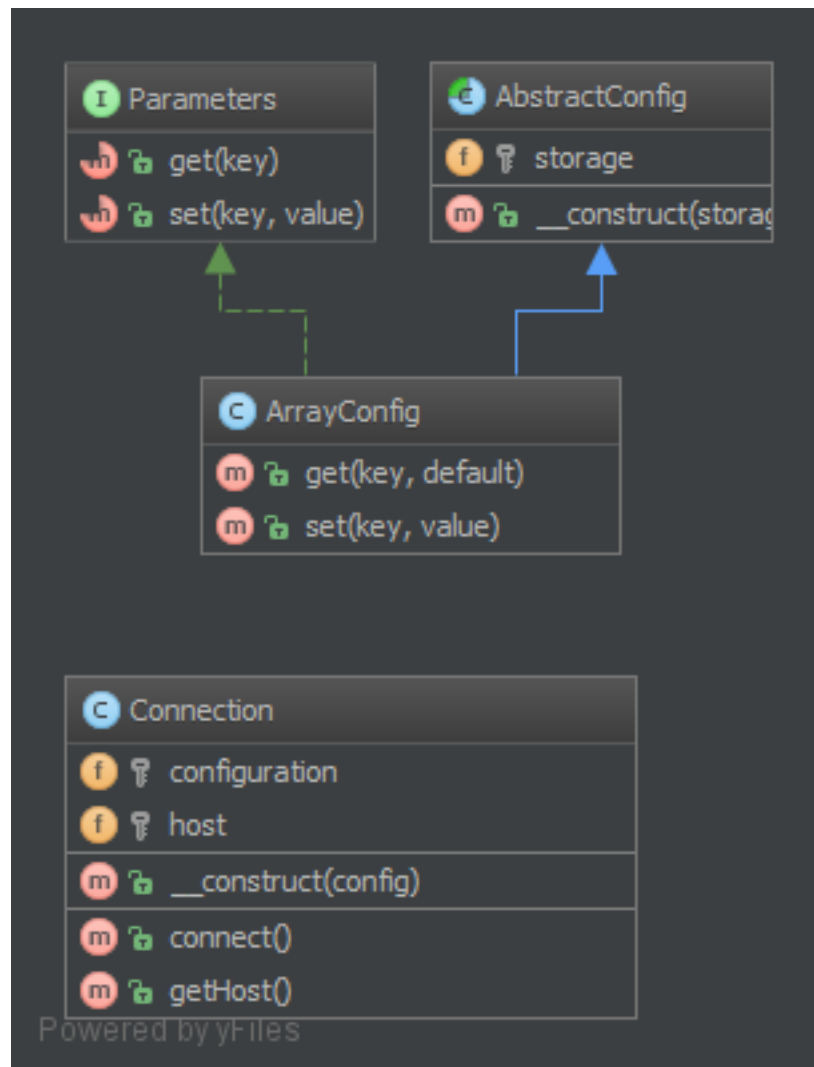 I Parameters
m get(key)
m set(key, value)
C AbstractConfig
f storage
m __construct(storag
C ArrayConfig
m get(key, default)
m set(key, value)
C Connection
f configuration
f host
m __construct(config)
m connect()
m getHost()
Powered by yFiles